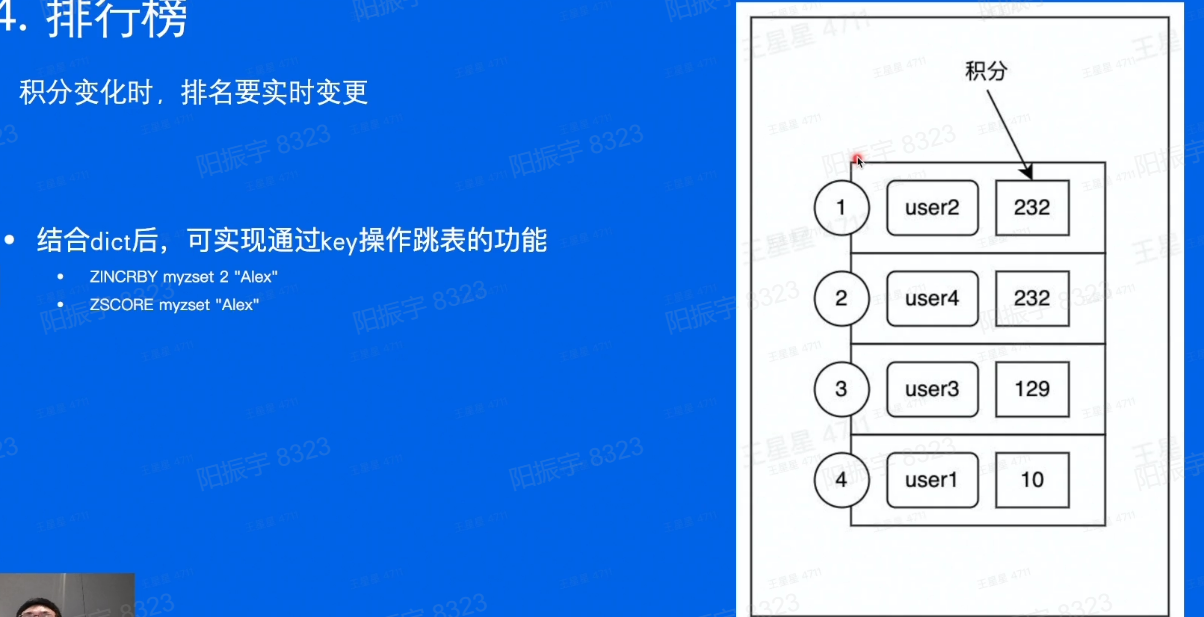 4. 排行榜
积分变化时，排名要实时变更
• 结合dict后，可实现通过key操作跳表的功能
• ZINCRBY myzset 2 "Alex"
• ZSCORE myzset "Alex"
积分
1 user2 232
2 user4 232
3 user3 129
4 user1 10
阳振宇 8323
王星星 4711